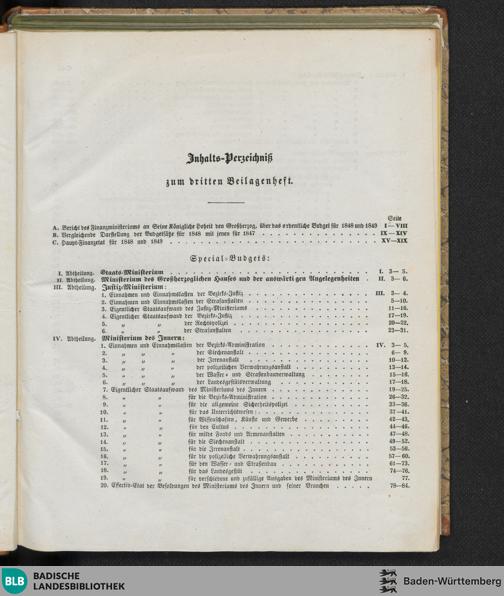 Inhalts-Verzeichniß
zum dritten Beilagenheft.
Seite
A. Bericht des Finanzministeriums an Seine Königliche Hoheit den Großherzog, über das ordentliche Budget für 1848 und 1849 I—VIII
B. Vergleichende Darstellung der Budgetsätze für 1848 mit jenen für 1847 IX—XIV
C. Haupt-Finanzetat für 1848 und 1849 XV—XIX
Special-Budgets:
I. Abtheilung. Staats-Ministerium I. 3— 5.
II. Abtheilung. Ministerium des Großherzoglichen Hauses und der auswärtigen Angelegenheiten II. 3— 6.
III. Abtheilung. Justiz-Ministerium:
1. Einnahmen und Einnahmslasten der Bezirks-Justiz III. 3— 4.
2. Einnahmen und Einnahmslasten der Strafanstalten 5—10.
3. Eigentlicher Staatsaufwand des Justiz-Ministeriums 11—16.
4. Eigentlicher Staatsaufwand der Bezirks-Justiz 17—19.
5. „ „ der Rechtspolizei 20—22.
6. „ „ der Strafanstalten 23—31.
IV. Abtheilung. Ministerium des Innern:
1. Einnahmen und Einnahmslasten der Bezirks-Administration IV. 3— 5.
2. „ „ „ der Siechenanstalt 6— 9.
3. „ „ „ der Irrenanstalt 10—12.
4. „ „ „ der polizeilichen Verwahrungsanstalt 13—14.
5. „ „ „ der Wasser- und Straßenbauverwaltung 15—16.
6. „ „ „ der Landesgestütsverwaltung 17—18.
7. Eigentlicher Staatsaufwand des Ministeriums des Innern 19—25.
8. „ „ für die Bezirks-Administration 26—32.
9. „ „ für die allgemeine Sicherheitspolizei 33—36.
10. „ „ für das Unterrichtswesen: 37—41.
11. „ „ für Wissenschaften, Künste und Gewerbe 42—43.
12. „ „ für den Cultus 44—46.
13. „ „ für milde Fonds und Armenanstalten 47—48.
14. „ „ für die Siechenanstalt 49—52.
15. „ „ für die Irrenanstalt 53—56.
16. „ „ für die polizeiliche Verwahrungsanstalt 57—60.
17. „ „ für den Wasser- und Straßenbau 61—73.
18. „ „ für das Landesgestüt 74—76.
19. „ „ für verschiedene und zufällige Ausgaben des Ministeriums des Innern 77.
20. Effectiv-Etat der Besoldungen des Ministeriums des Innern und seiner Branchen 78—84.
BLB BADISCHE
LANDESBIBLIOTHEK
Baden-Württemberg